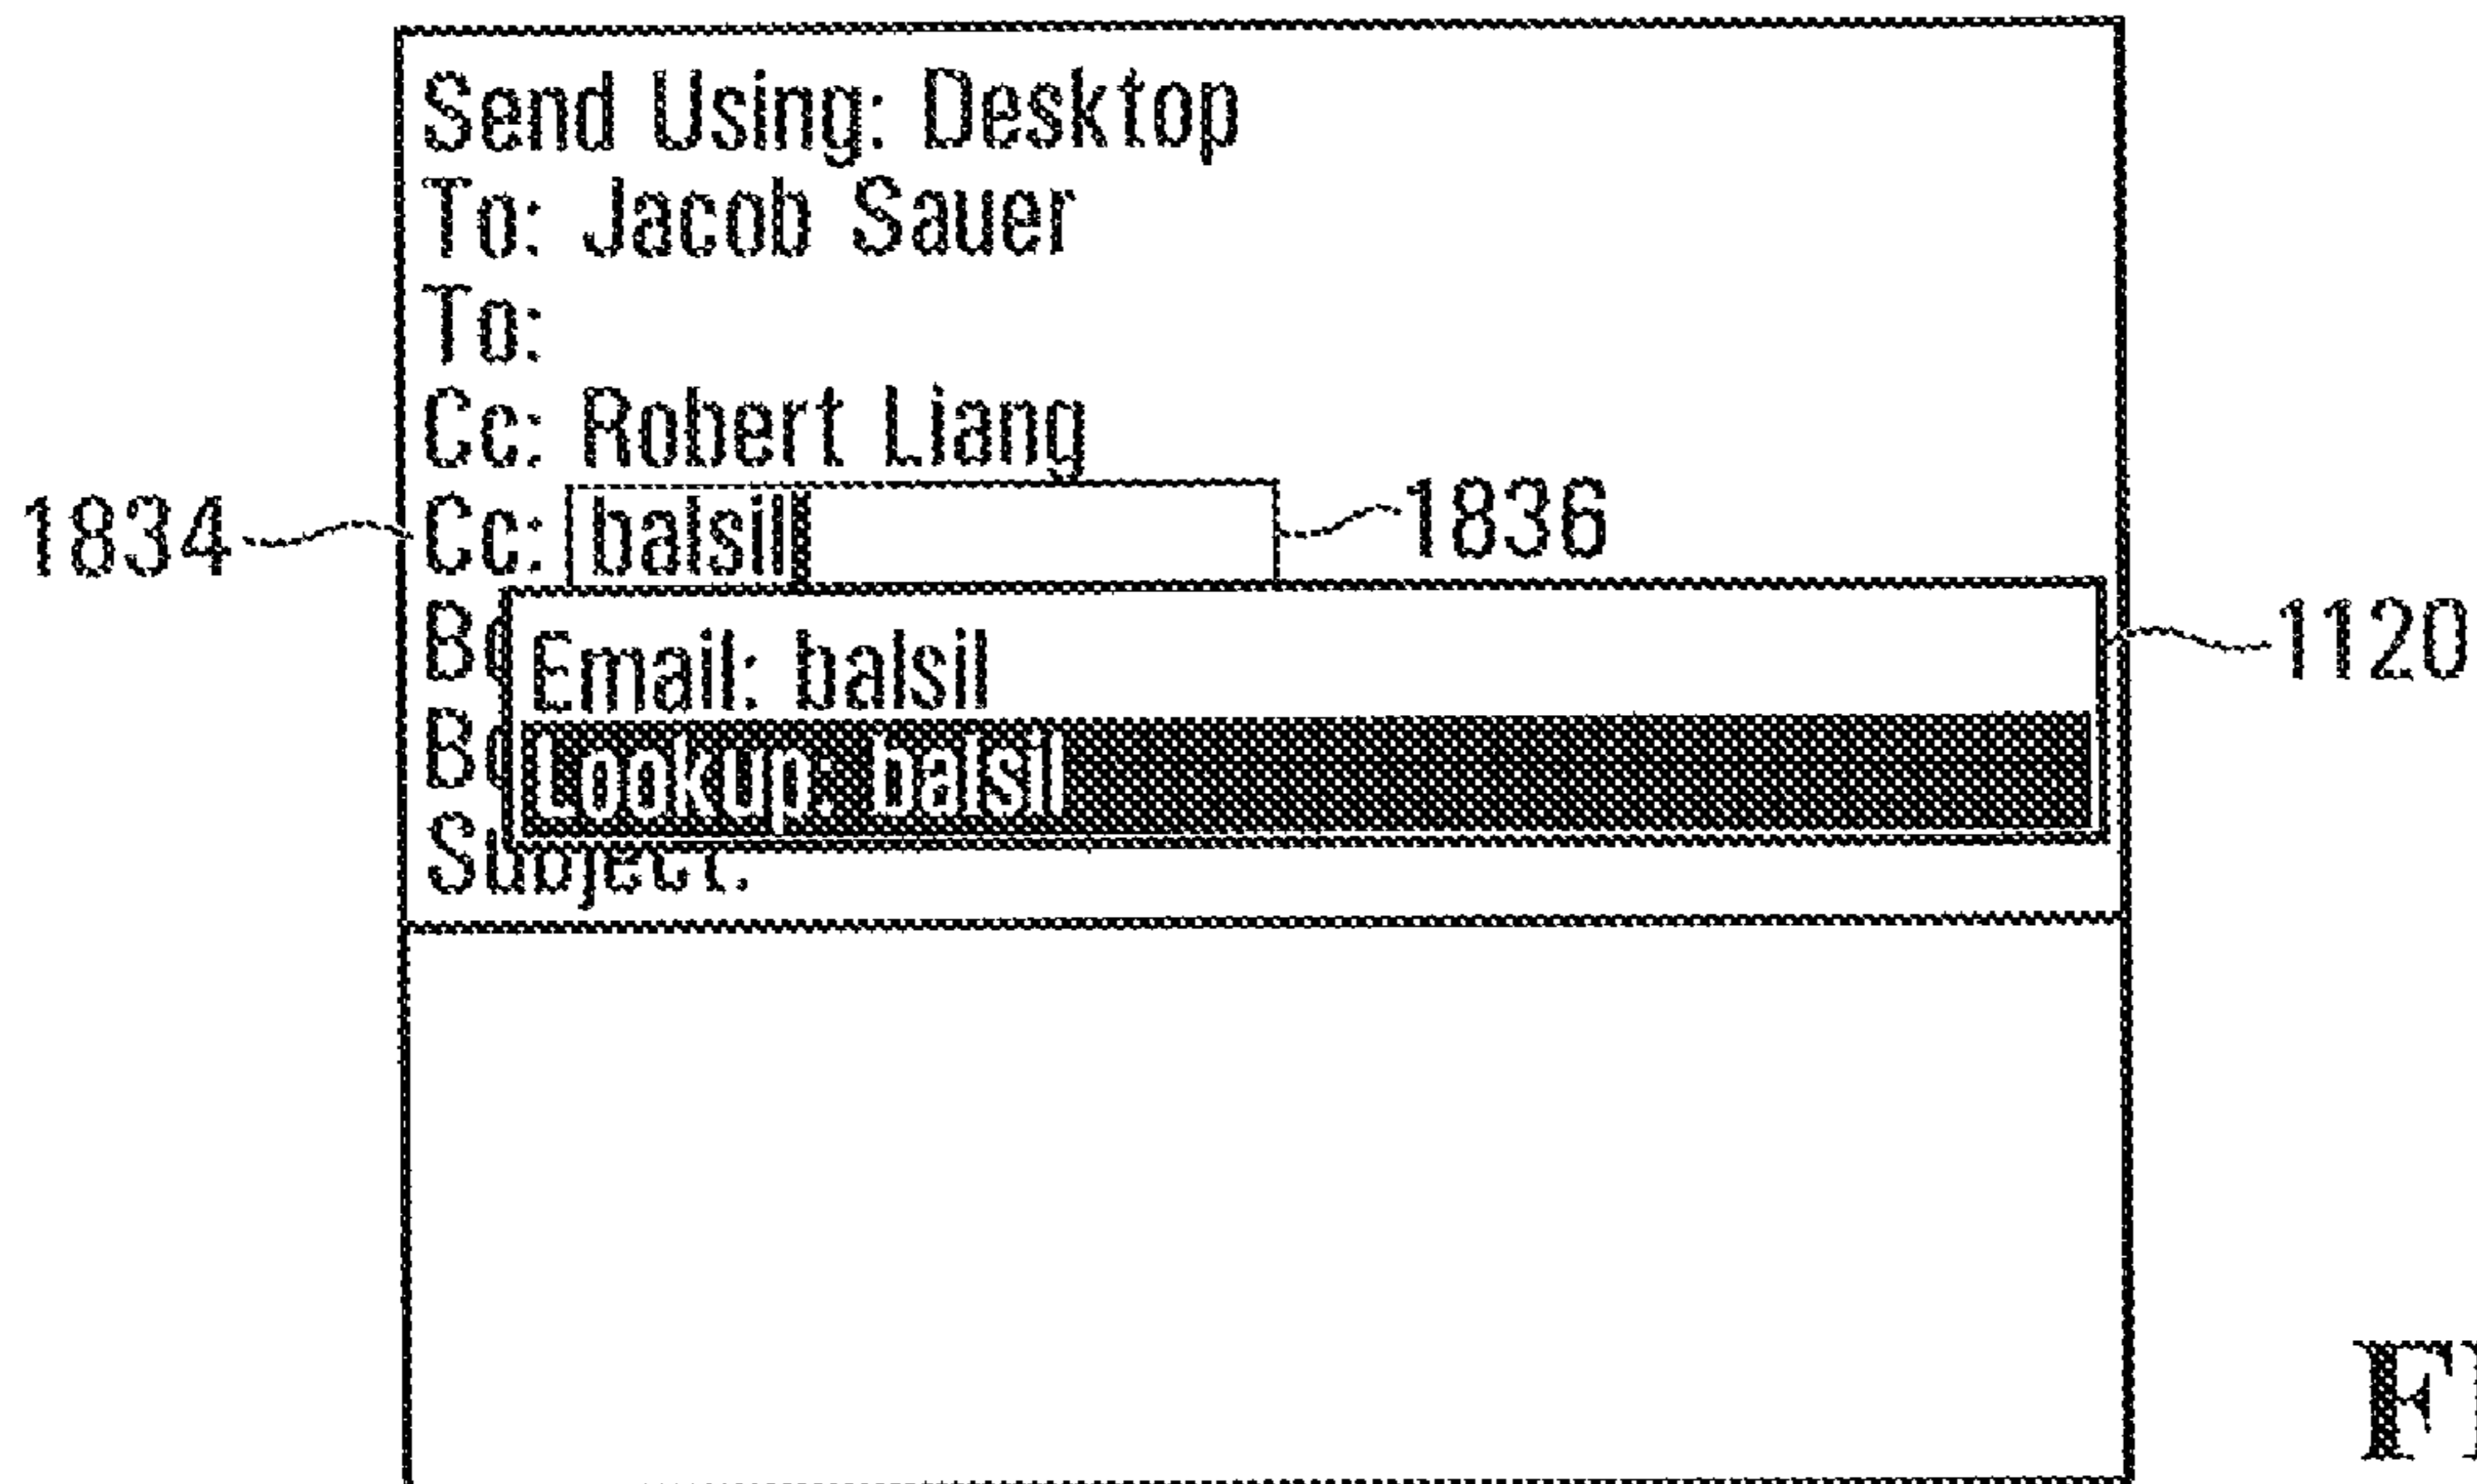 Send Using: Desktop
To: Jacob Sauer
To:
Cc: Robert Liang
1834 Cc: balsil 1836
Email: balsil 1120
Lookup: balsil
Subject: